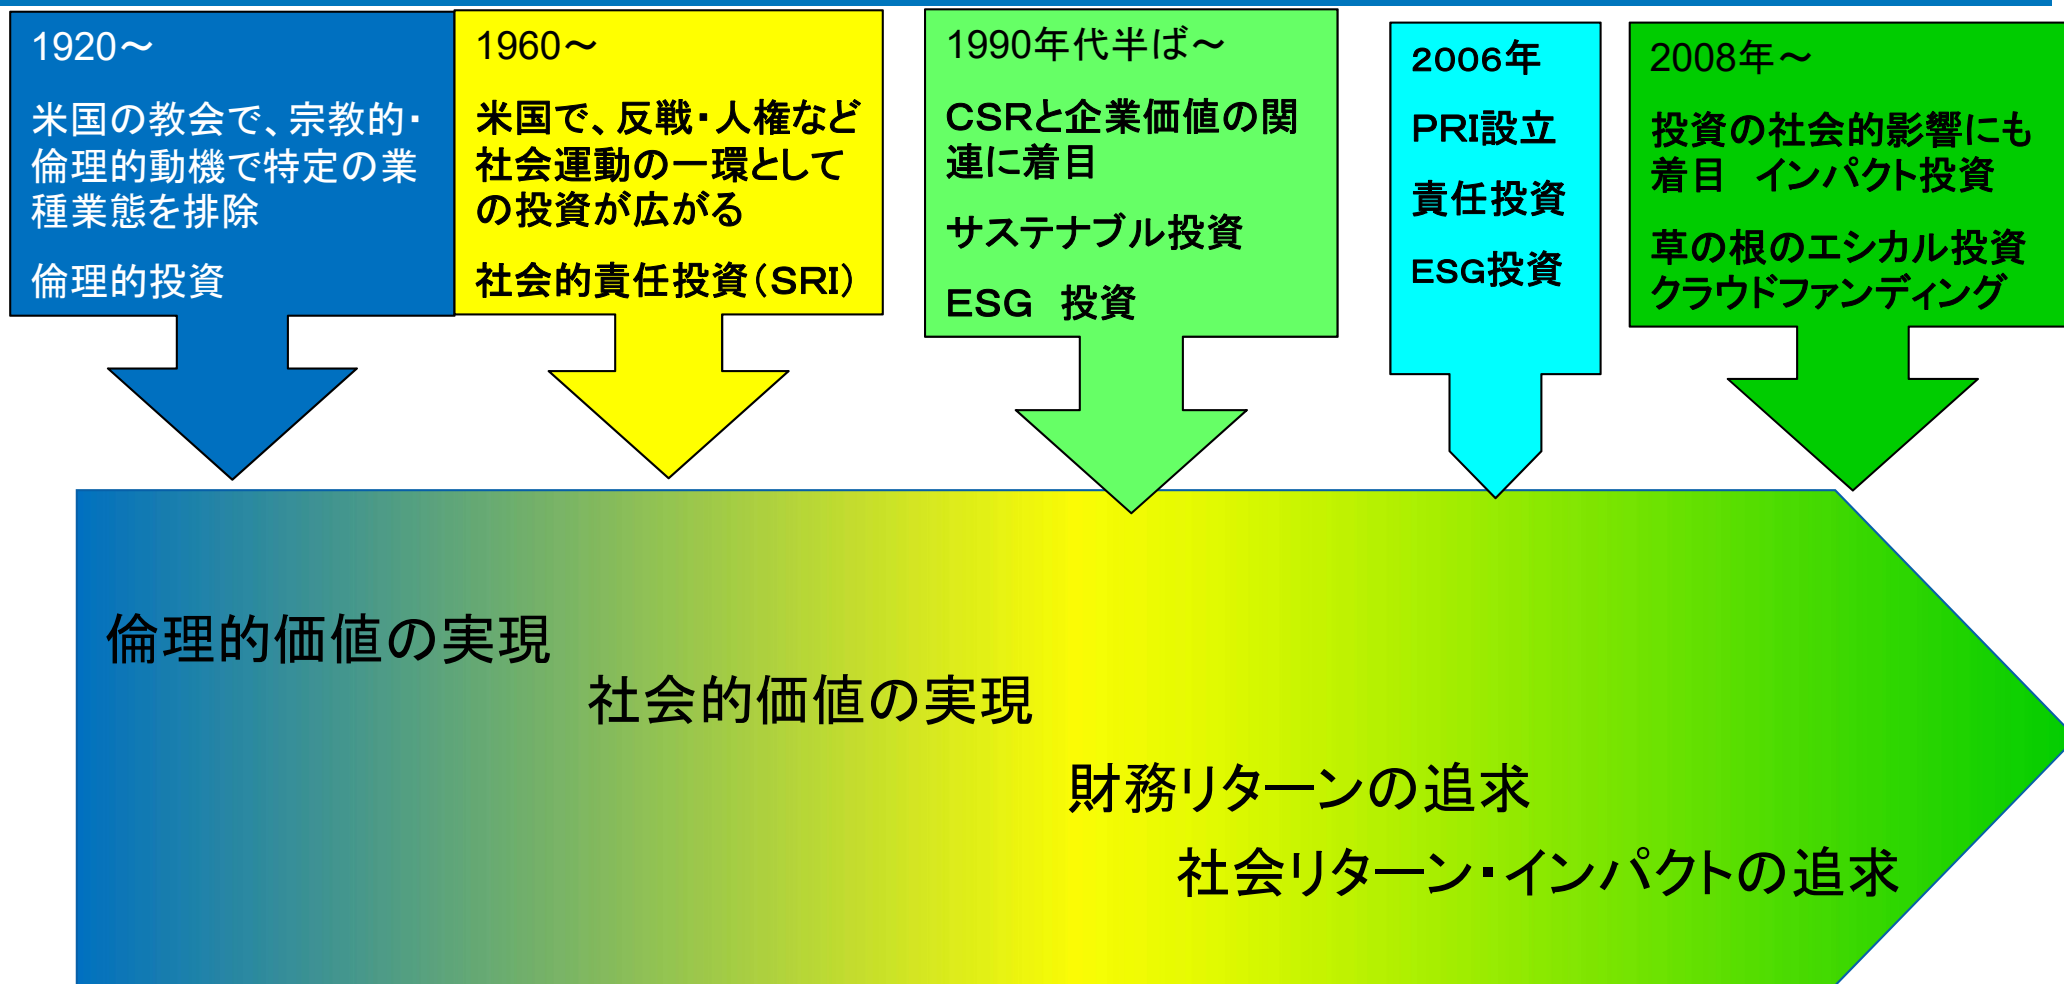 1920～
米国の教会で、宗教的・
倫理的動機で特定の業
種業態を排除
倫理的投資
1960～
米国で、反戦・人権など
社会運動の一環として
の投資が広がる
社会的責任投資（SRI）
1990年代半ば～
CSRと企業価値の関
連に着目
サステナブル投資
ESG　投資
2006年
PRI設立
責任投資
ESG投資
2008年～
投資の社会的影響にも
着目　インパクト投資
草の根のエシカル投資
クラウドファンディング
倫理的価値の実現
社会的価値の実現
財務リターンの追求
社会リターン・インパクトの追求